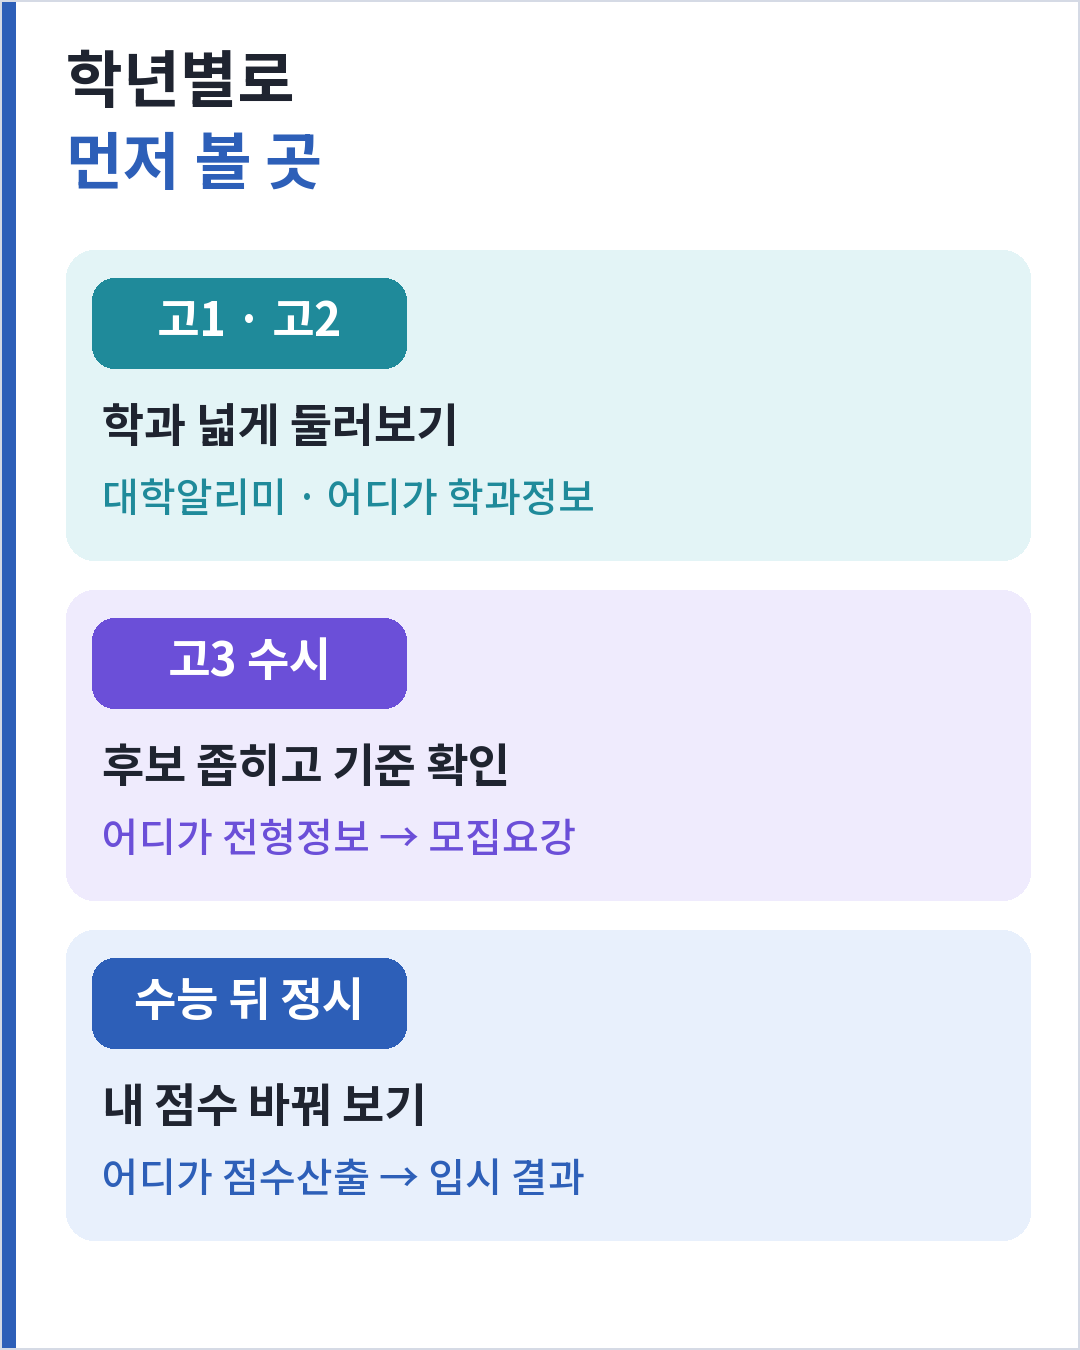 학년별로
먼저 볼 곳
고1 · 고2
학과 넓게 둘러보기
대학알리미 · 어디가 학과정보
고3 수시
후보 좁히고 기준 확인
어디가 전형정보 → 모집요강
수능 뒤 정시
내 점수 바꿔 보기
어디가 점수산출 → 입시 결과